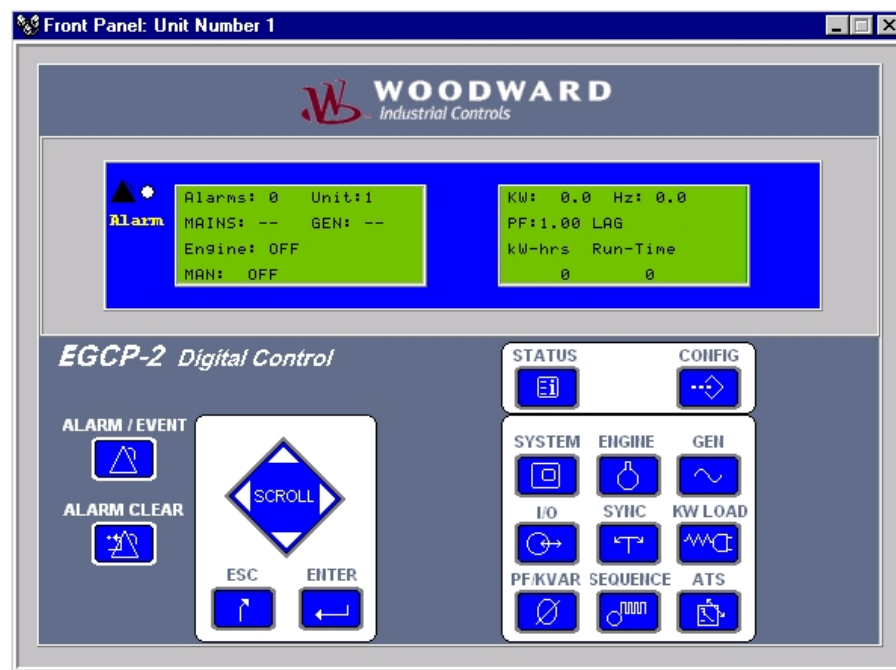 Front Panel: Unit Number 1
WOODWARD
Industrial Controls
Alarm
Alarms: 0 Unit:1
MAINS: -- GEN: --
Engine: OFF
MAN: OFF
KW: 0.0 Hz: 0.0
PF:1.00 LAG
kW-hrs Run-Time
0 0
EGCP-2 Digital Control
STATUS CONFIG
ALARM / EVENT
ALARM CLEAR
SCROLL
ESC ENTER
SYSTEM ENGINE GEN
I/O SYNC KW LOAD
PF/KVAR SEQUENCE ATS